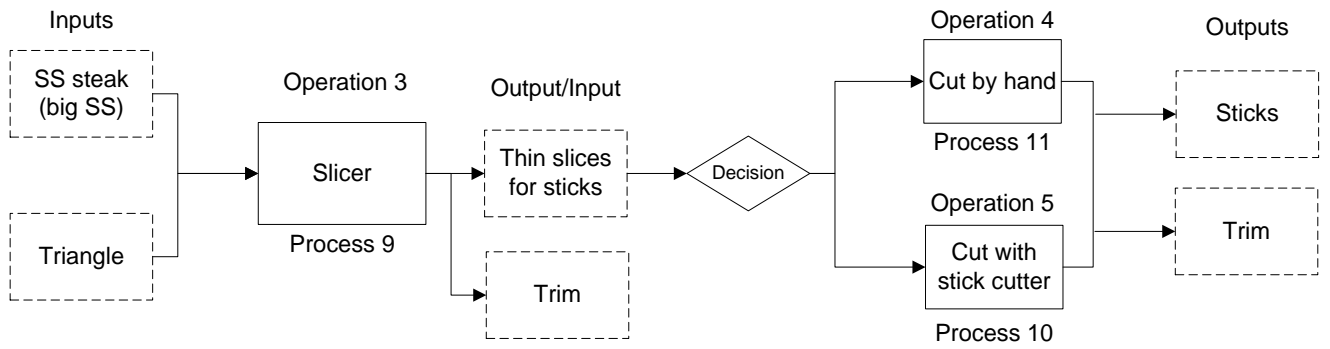 Inputs
SS steak
(big SS)
Triangle
Operation 3
Slicer
Process 9
Output/Input
Thin slices
for sticks
Trim
Decision
Operation 4
Cut by hand
Process 11
Operation 5
Cut with
stick cutter
Process 10
Outputs
Sticks
Trim